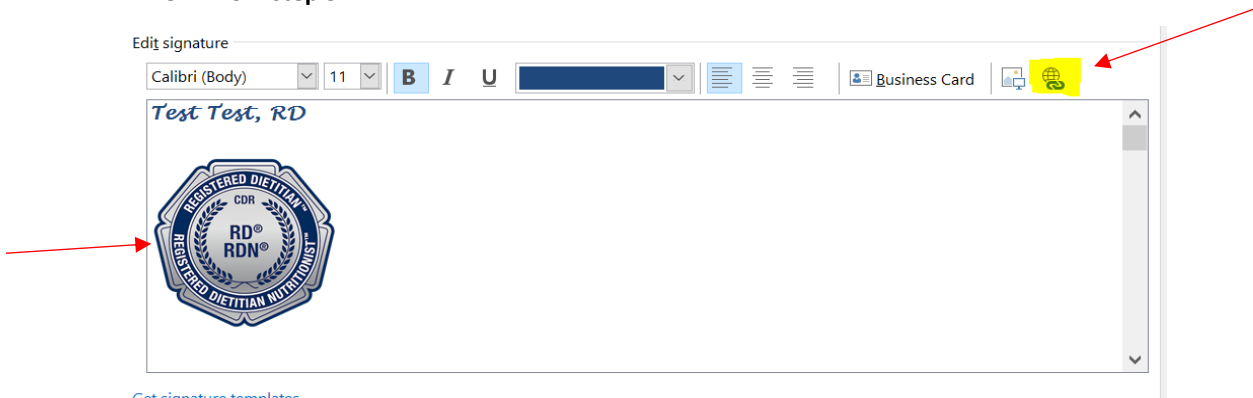 Edit signature
Calibri (Body) 11 B I U Business Card
Test Test, RD
REGISTERED DIETITIAN™
CDR
RD®
RDN®
REGISTERED DIETITIAN NUTRITIONIST™
Get signature templates